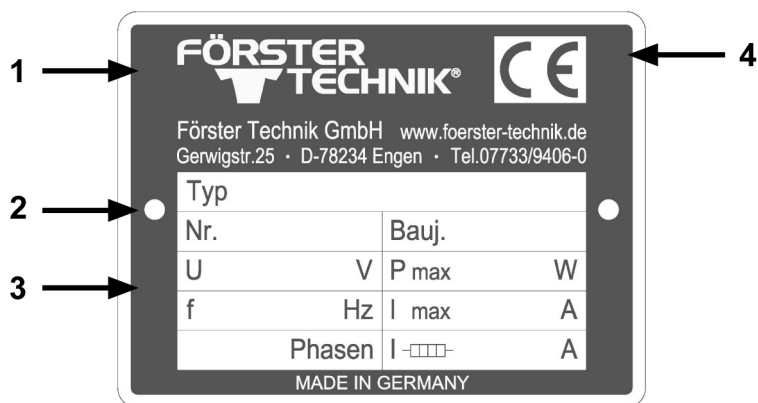 1
FÖRSTER
TECHNIK®
CE
4
Förster Technik GmbH www.foerster-technik.de
Gerwigstr.25 · D-78234 Engen · Tel.07733/9406-0
2
Typ
Nr. Bauj.
3
U V P max W
f Hz I max A
Phasen I A
MADE IN GERMANY